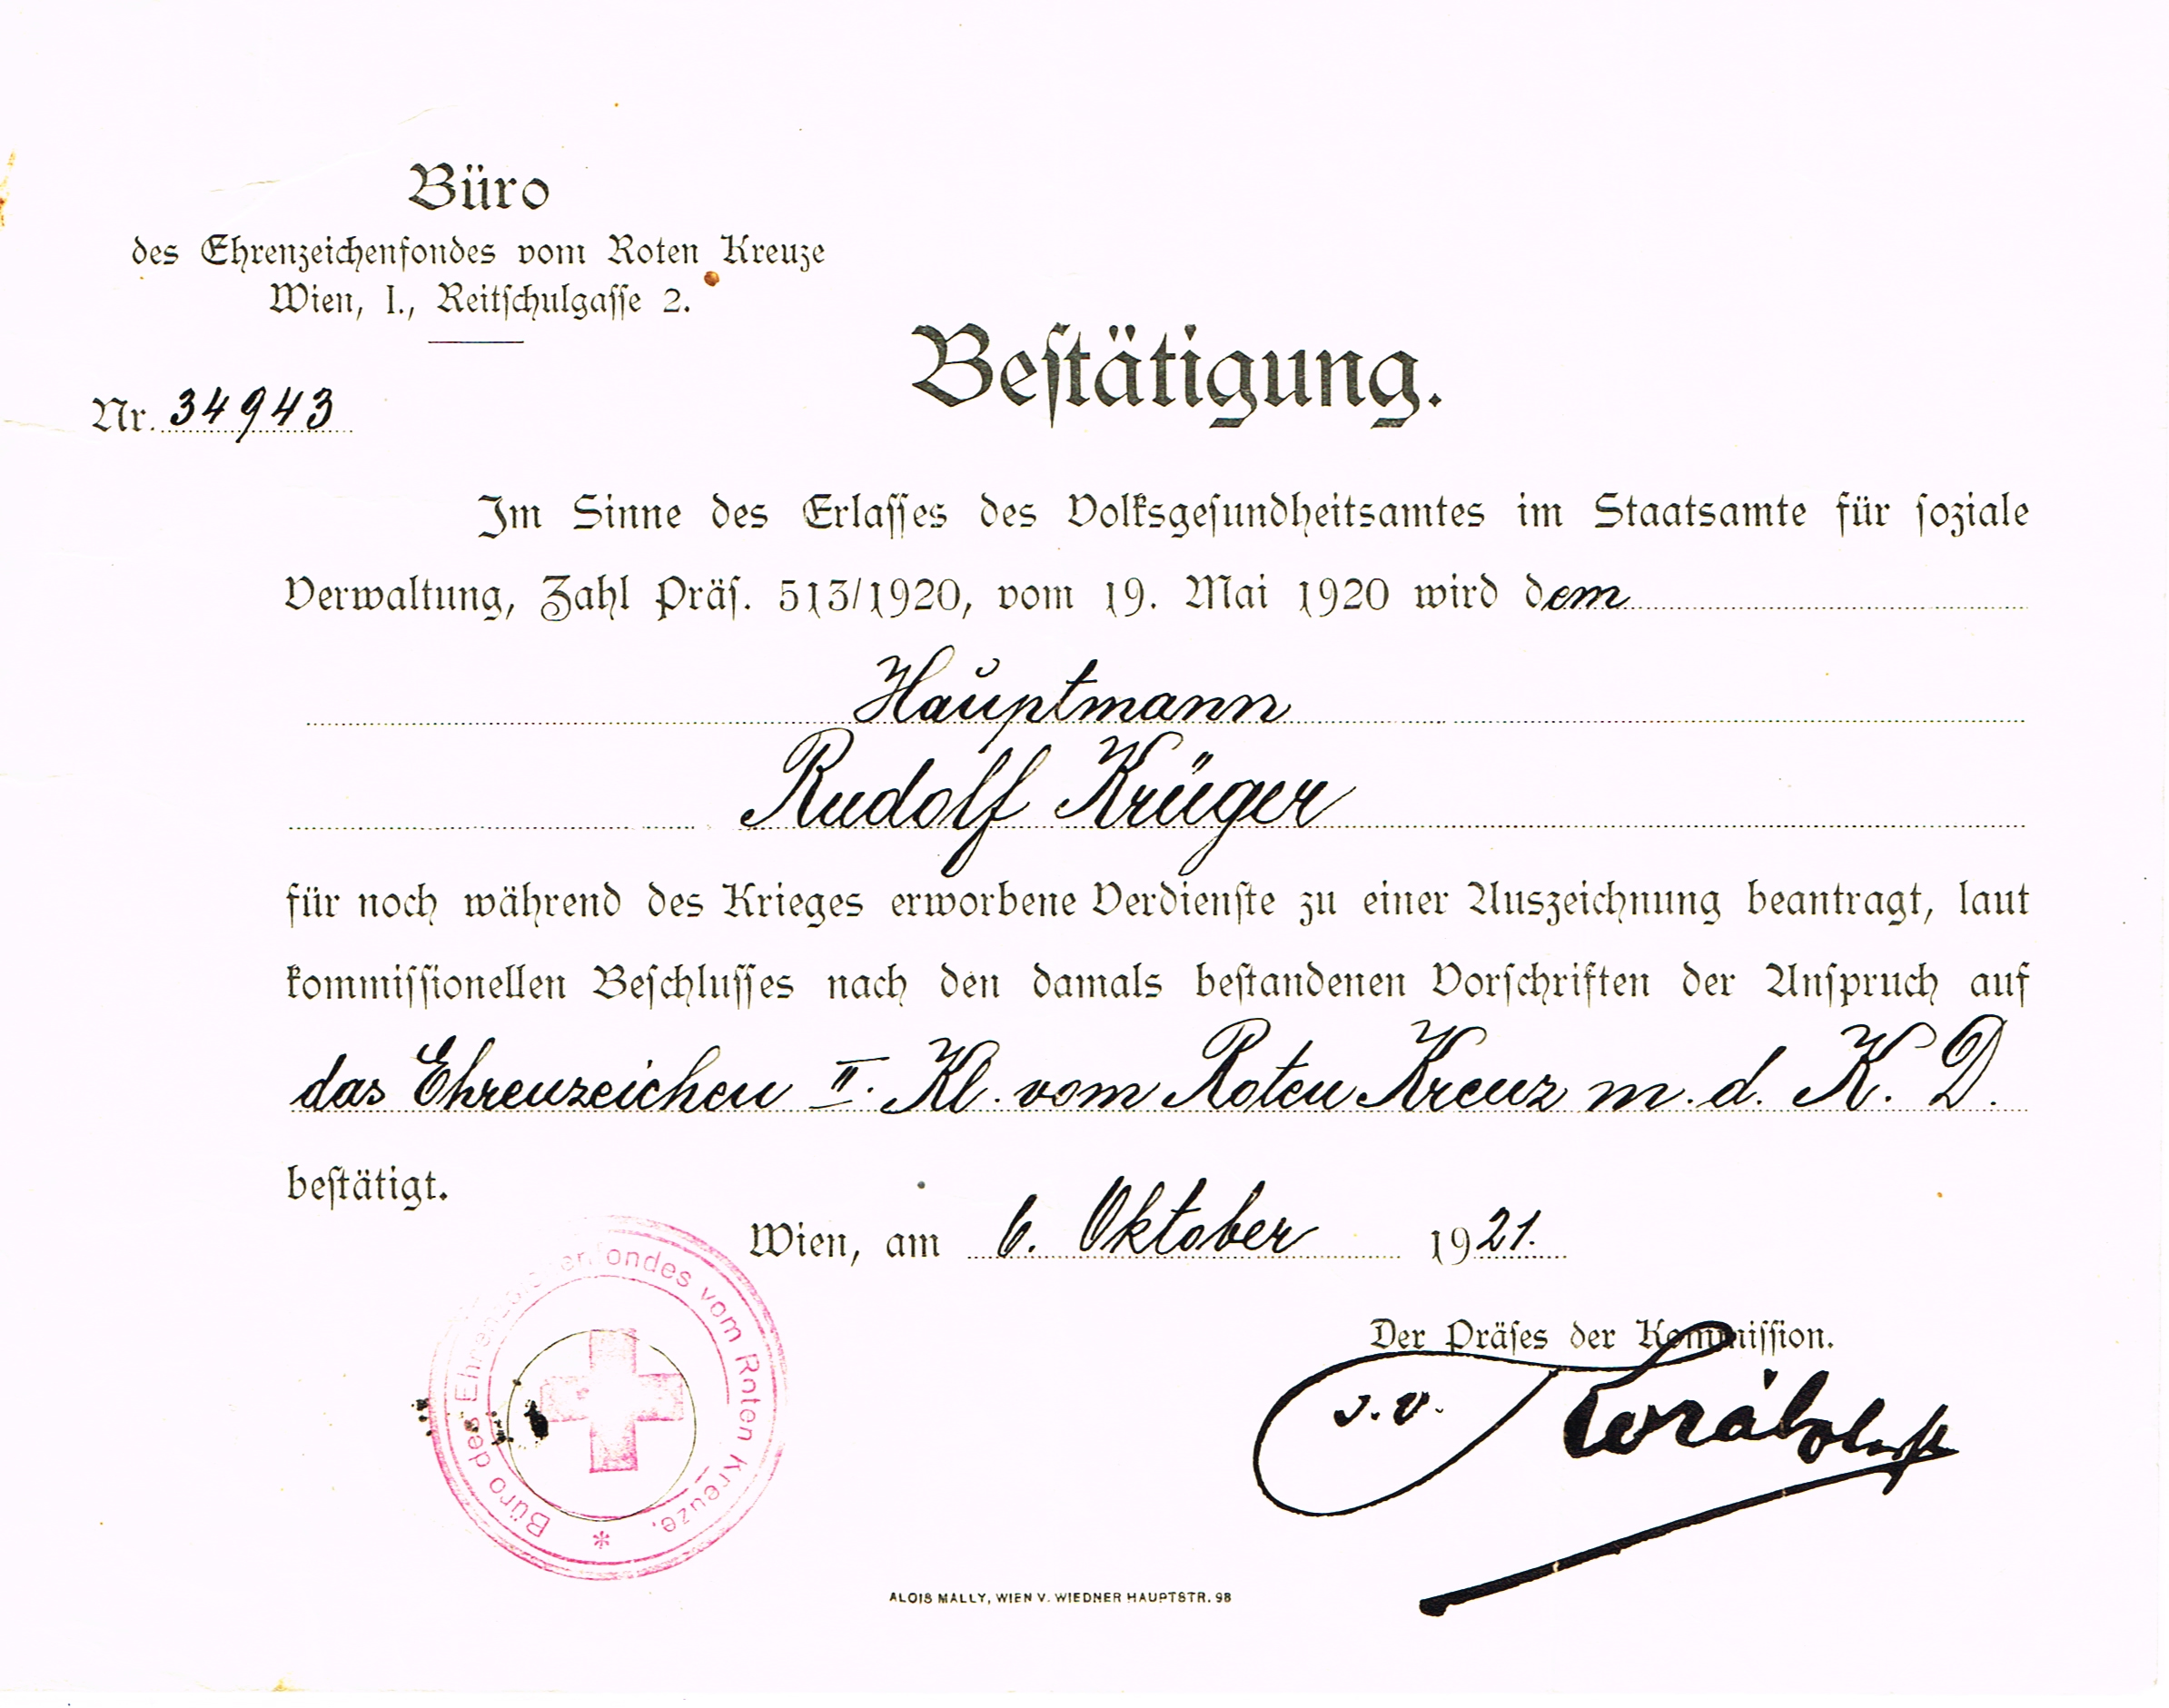 Büro
des Ehrenzeichenfondes vom Roten Kreuze
Wien, I., Reitschulgasse 2.
Nr. 34943
Bestätigung.
Im Sinne des Erlasses des Volksgesundheitsamtes im Staatsamte für soziale
Verwaltung, Zahl Präs. 513/1920, vom 19. Mai 1920 wird dem
Hauptmann
Rudolf Krüger
für noch während des Krieges erworbene Verdienste zu einer Auszeichnung beantragt, laut
kommissionellen Beschlusses nach den damals bestandenen Vorschriften der Anspruch auf
das Ehrenzeichen II. Kl. vom Roten Kreuz m. d. K. D.
bestätigt.
Wien, am 6. Oktober 1921.
Der Präses der Kommission.
Büro des Ehrenzeichenfondes vom Roten Kreuze. *
ALOIS MALLY, WIEN V. WIEDNER HAUPTSTR. 98